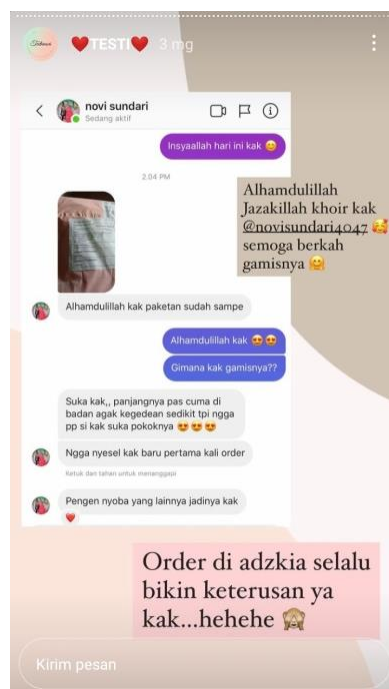 ❤️TESTI❤️ 3 mg
novi sundari
Sedang aktif
Insyaallah hari ini kak 😊
2.04 PM
Alhamdulillah
Jazakillah khoir kak
@novisundari4047 🥰
semoga berkah
gamisnya 🤗
Alhamdulillah kak paketan sudah sampe
Alhamdulillah kak 😍😍
Gimana kak gamisnya??
Suka kak,, panjangnya pas cuma di
badan agak kegedean sedikit tpi ngga
pp si kak suka pokoknya 😍😍😍
Ngga nyesel kak baru pertama kali order
Ketuk dan tahan untuk menanggapi
Pengen nyoba yang lainnya jadinya kak
❤️
Order di adzkia selalu
bikin keterusan ya
kak...hehehe 🙈
Kirim pesan